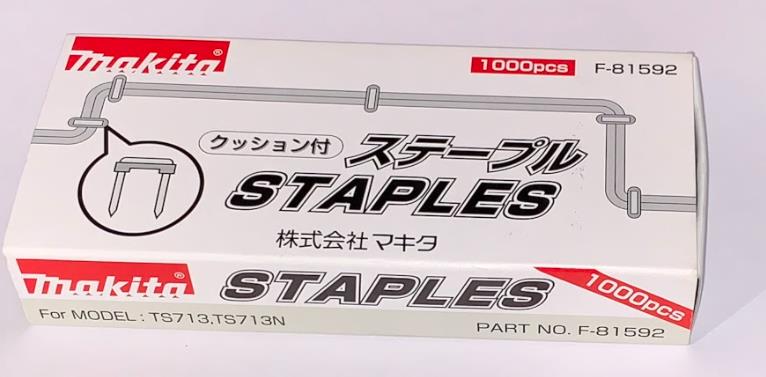 makita®
1000pcs F-81592
クッション付 ステープル
STAPLES
株式会社マキタ
makita® STAPLES 1000pcs
For MODEL : TS713,TS713N
PART NO. F-81592